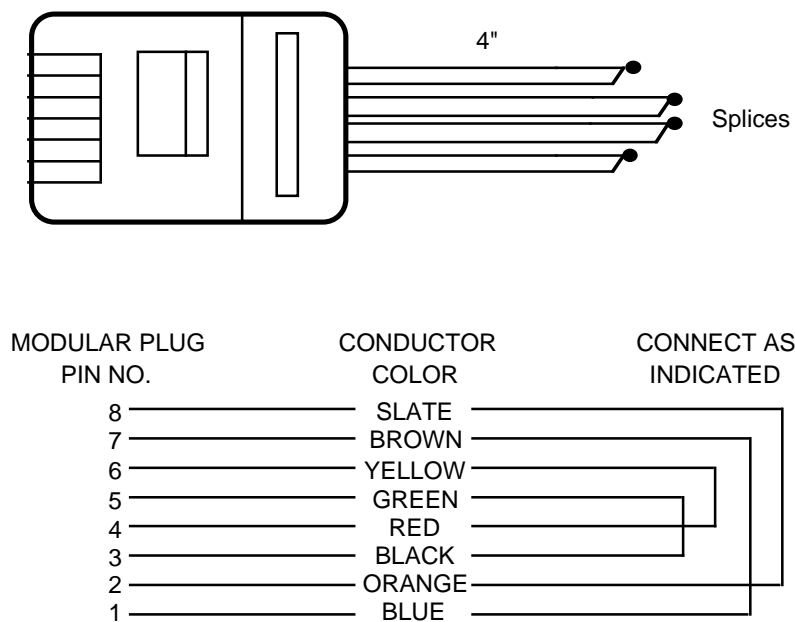 4"
Splices
MODULAR PLUG CONDUCTOR CONNECT AS
PIN NO. COLOR INDICATED
8 SLATE
7 BROWN
6 YELLOW
5 GREEN
4 RED
3 BLACK
2 ORANGE
1 BLUE